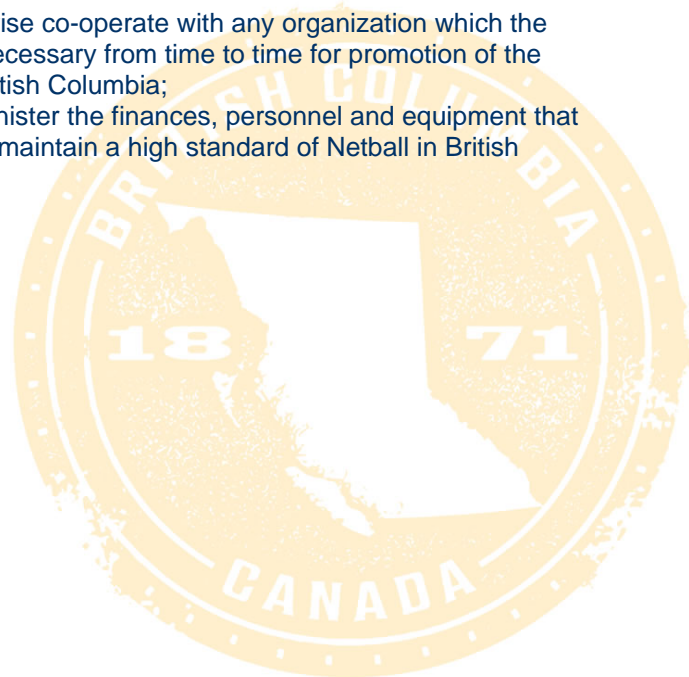 ise co-operate with any organization which the
ecessary from time to time for promotion of the
tish Columbia;
nister the finances, personnel and equipment that
maintain a high standard of Netball in British
BRITISH COLUMBIA
18 71
CANADA